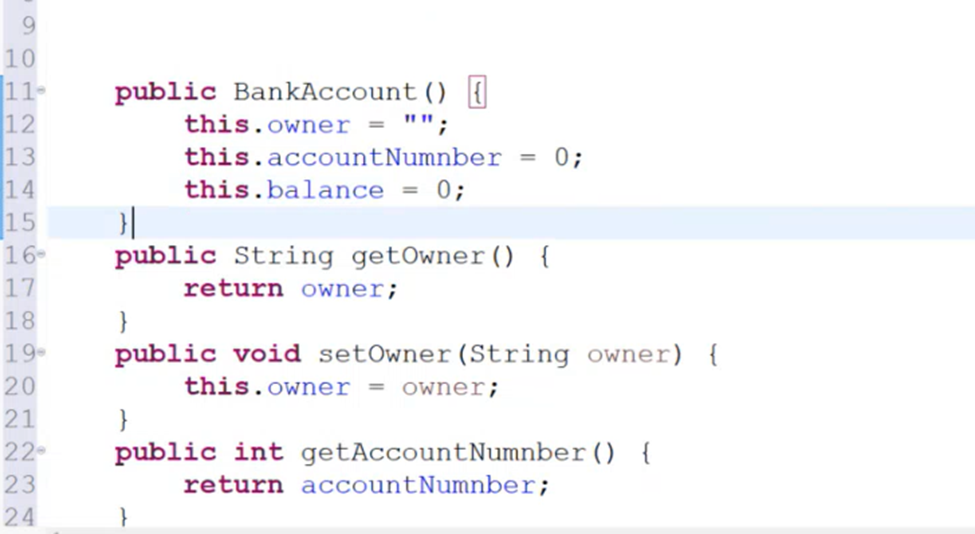 9
10
11 public BankAccount() {
12 this.owner = "";
13 this.accountNumnber = 0;
14 this.balance = 0;
15 }
16 public String getOwner() {
17 return owner;
18 }
19 public void setOwner(String owner) {
20 this.owner = owner;
21 }
22 public int getAccountNumnber() {
23 return accountNumnber;
24 }